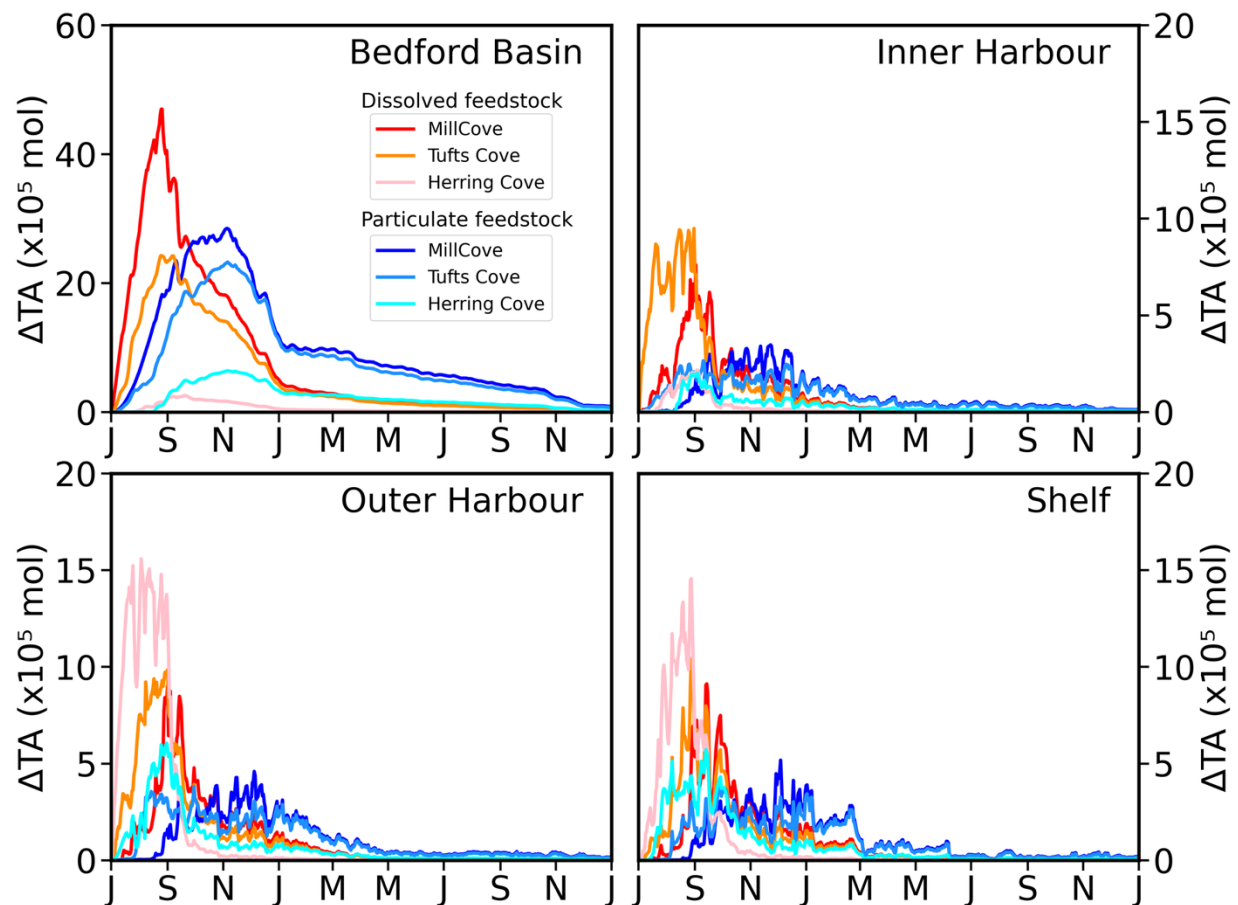 Bedford Basin
Dissolved feedstock
MillCove
Tufts Cove
Herring Cove
Particulate feedstock
MillCove
Tufts Cove
Herring Cove
ΔTA (x10⁵ mol)
60
40
20
0
J S N J M M J S N J
Inner Harbour
ΔTA (x10⁵ mol)
20
15
10
5
0
J S N J M M J S N J
Outer Harbour
ΔTA (x10⁵ mol)
20
15
10
5
0
J S N J M M J S N J
Shelf
ΔTA (x10⁵ mol)
20
15
10
5
0
J S N J M M J S N J